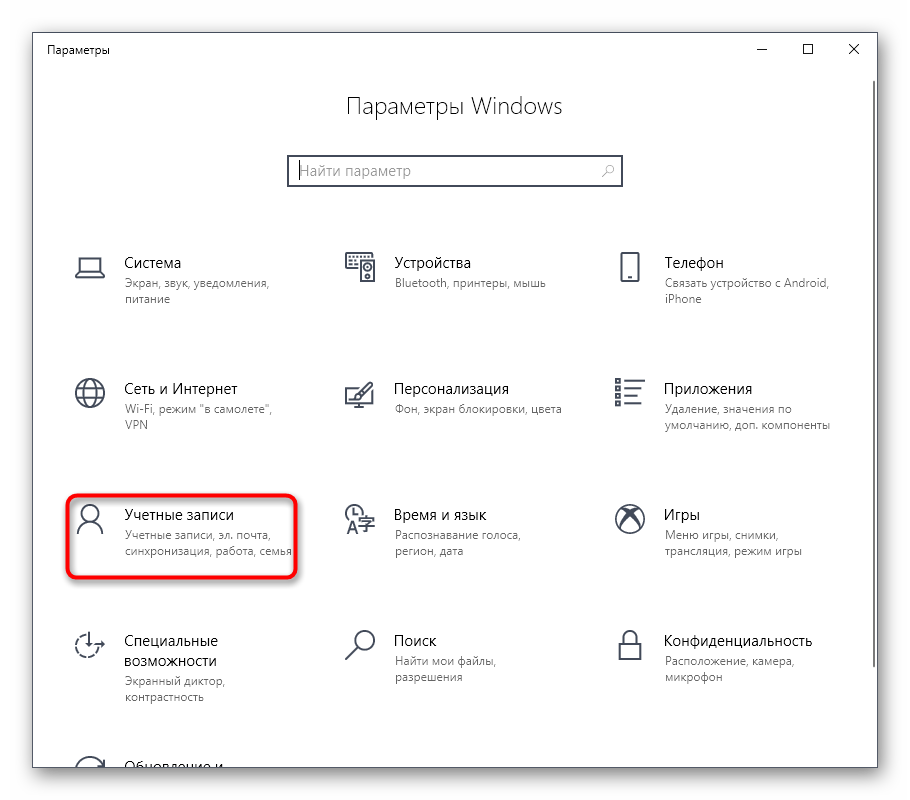 Параметры
Параметры Windows
Найти параметр
Система
Экран, звук, уведомления,
питание
Устройства
Bluetooth, принтеры, мышь
Телефон
Связать устройство с Android,
iPhone
Сеть и Интернет
Wi-Fi, режим "в самолете",
VPN
Персонализация
Фон, экран блокировки, цвета
Приложения
Удаление, значения по
умолчанию, доп. компоненты
Учетные записи
Учетные записи, эл. почта,
синхронизация, работа, семья
Время и язык
Распознавание голоса,
регион, дата
Игры
Меню игры, снимки,
трансляция, режим игры
Специальные
возможности
Экранный диктор,
контрастность
Поиск
Найти мои файлы,
разрешения
Конфиденциальность
Расположение, камера,
микрофон
Обновление и